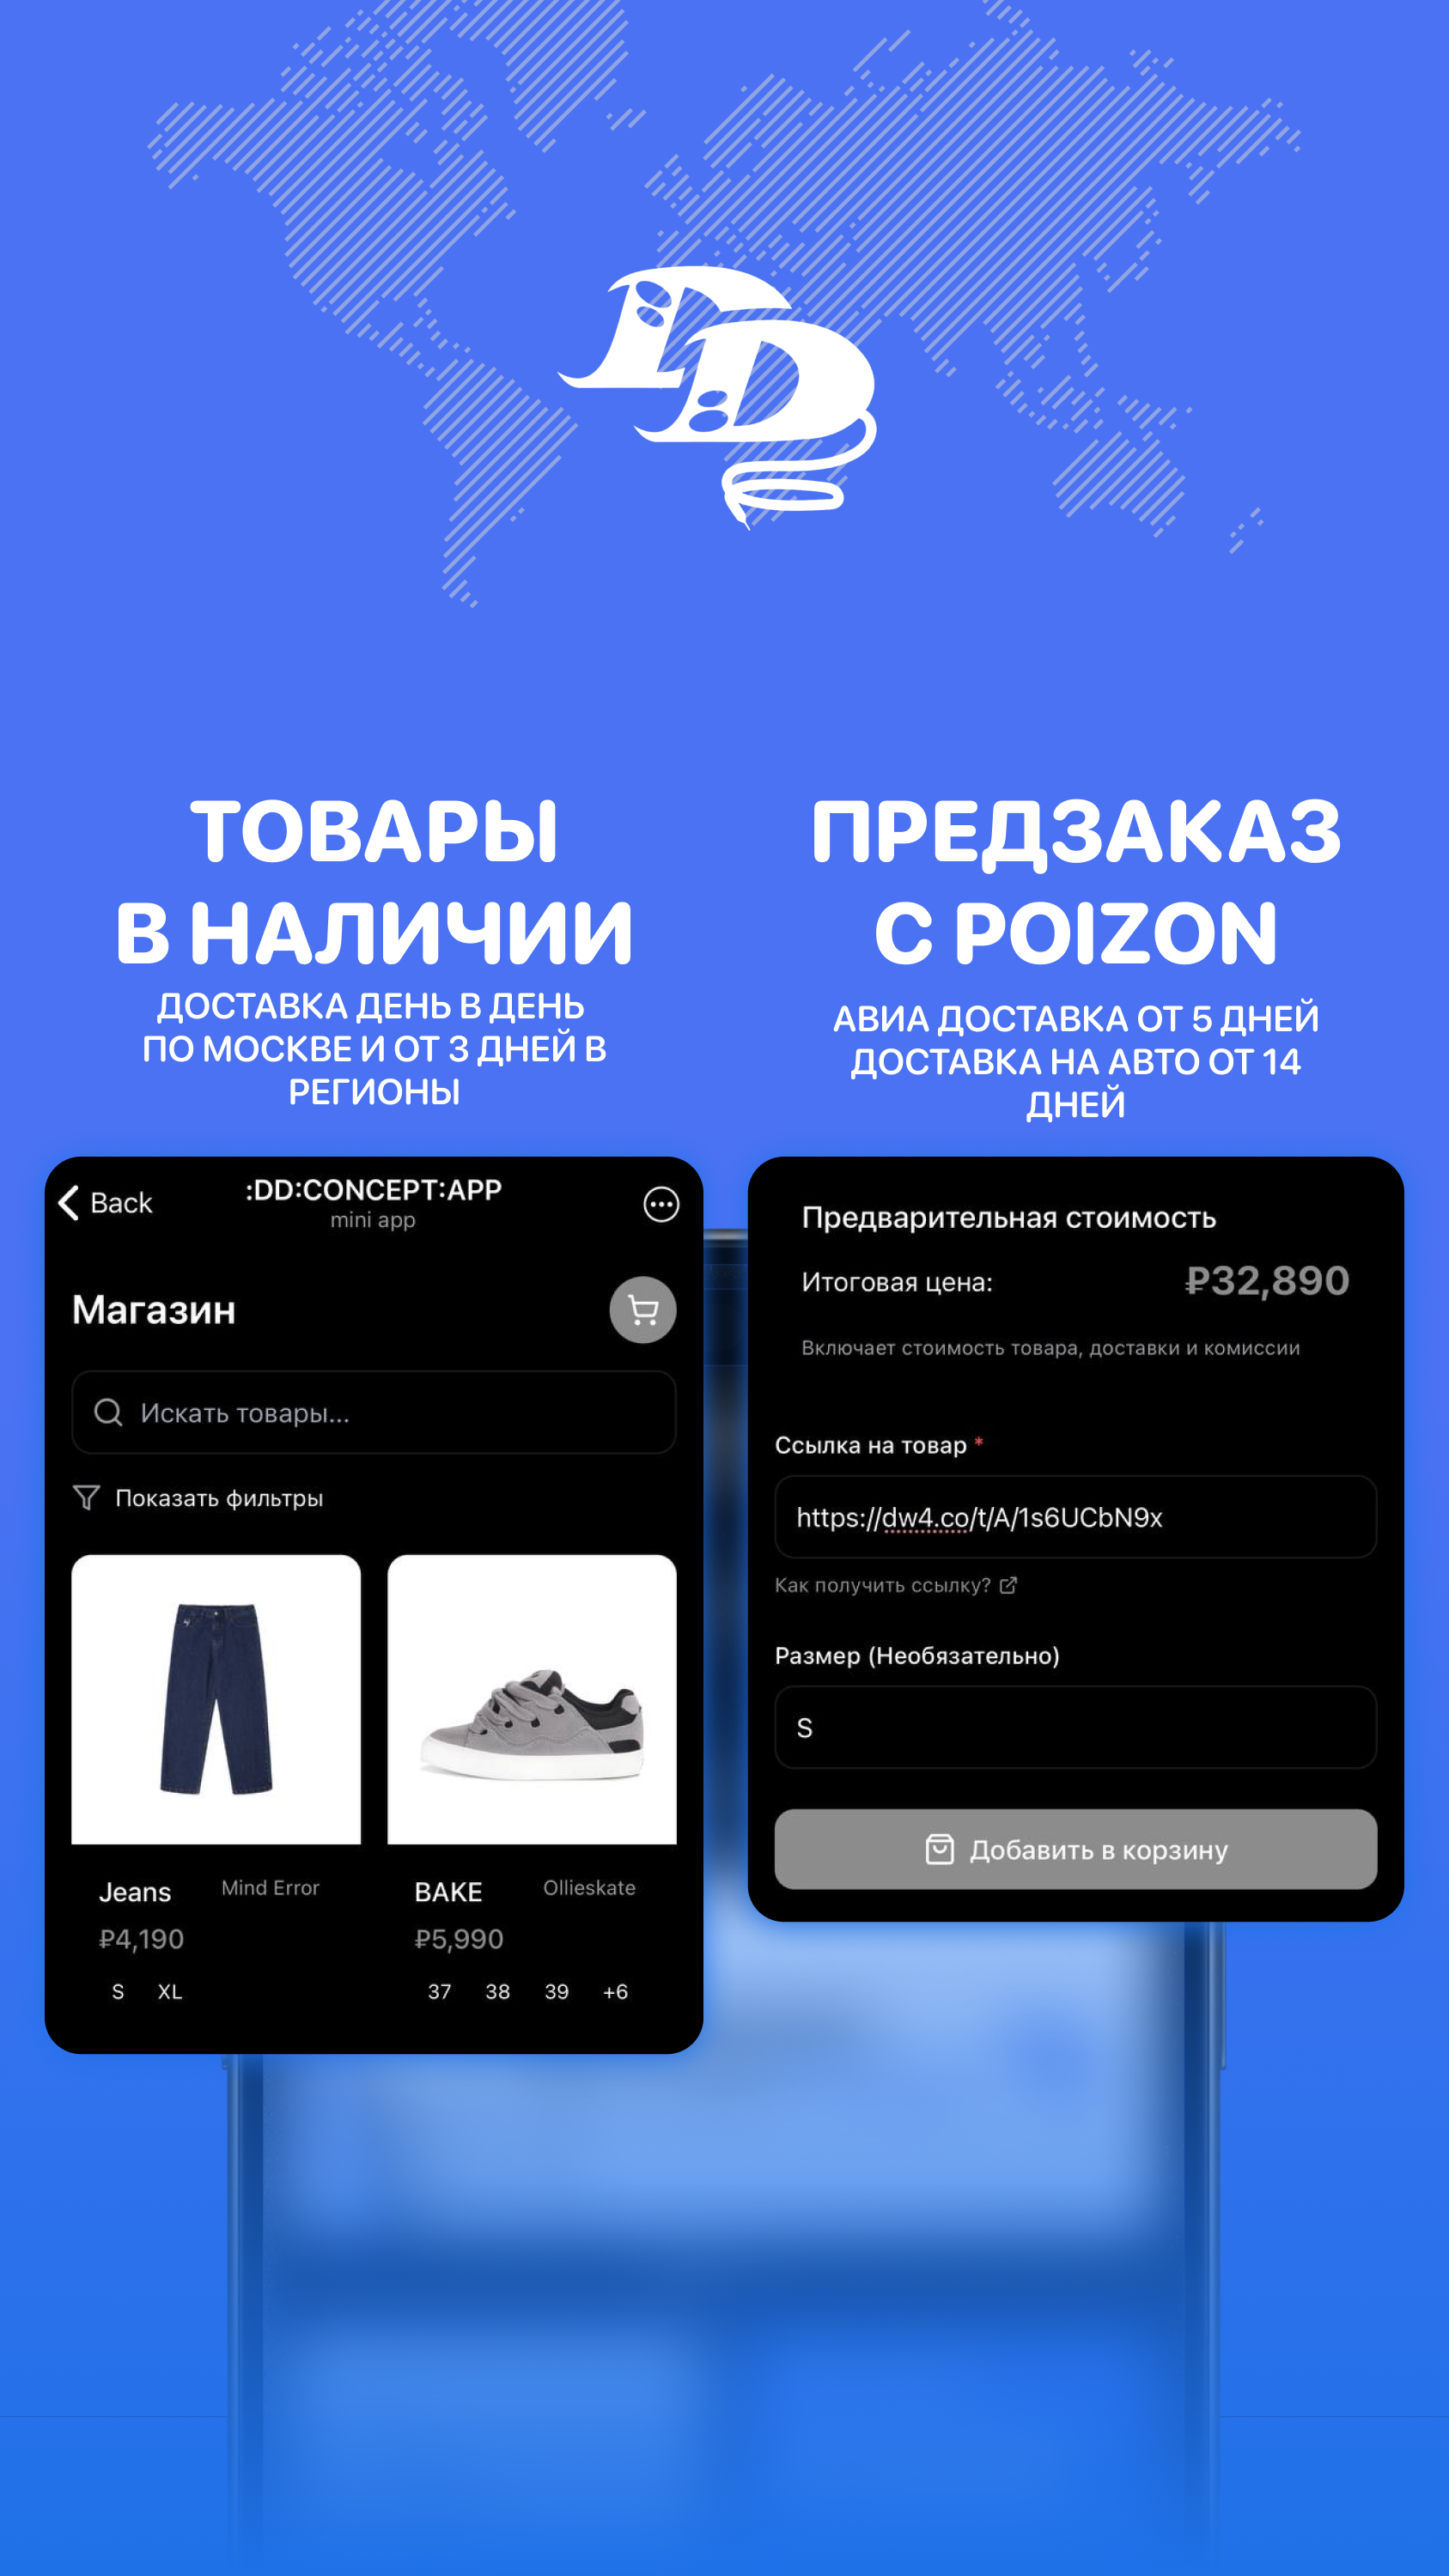 DD
ТОВАРЫ
В НАЛИЧИИ
ДОСТАВКА ДЕНЬ В ДЕНЬ
ПО МОСКВЕ И ОТ 3 ДНЕЙ В
РЕГИОНЫ
ПРЕДЗАКАЗ
С POIZON
АВИА ДОСТАВКА ОТ 5 ДНЕЙ
ДОСТАВКА НА АВТО ОТ 14
ДНЕЙ
Back
:DD:CONCEPT:APP
mini app
Магазин
Искать товары...
Показать фильтры
Jeans Mind Error
₽4,190
S XL
BAKE Ollieskate
₽5,990
37 38 39 +6
Предварительная стоимость
Итоговая цена: ₽32,890
Включает стоимость товара, доставки и комиссии
Ссылка на товар *
https://dw4.co/t/A/1s6UCbN9x
Как получить ссылку?
Размер (Необязательно)
S
Добавить в корзину